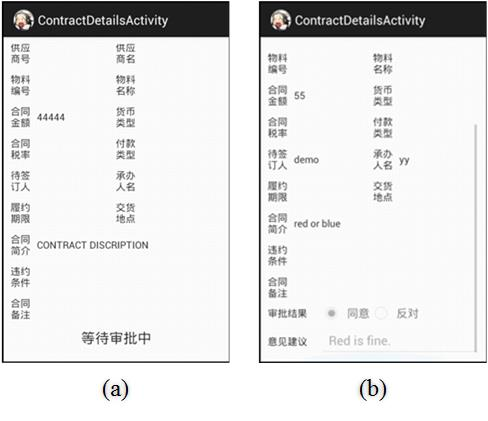 ContractDetailsActivity
供应 供应
商号 商名
物料 物料
编号 名称
合同 44444 货币
金额 类型
合同 付款
税率 类型
待签 承办
订人 人名
履约 交货
期限 地点
合同 CONTRACT DISCRIPTION
简介
违约
条件
合同
备注
等待审批中
(a)
ContractDetailsActivity
物料 物料
编号 名称
合同 55 货币
金额 类型
合同 付款
税率 类型
待签 demo 承办 yy
订人 人名
履约 交货
期限 地点
合同 red or blue
简介
违约
条件
合同
备注
审批结果 同意 反对
意见建议 Red is fine.
(b)